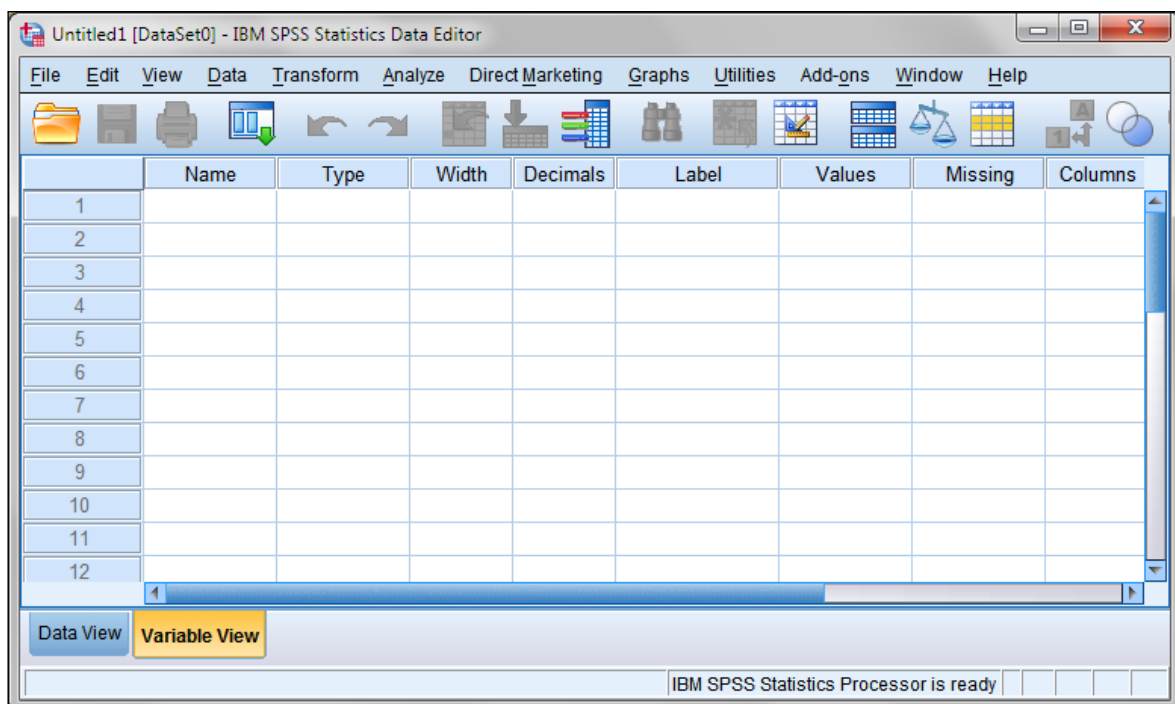 Untitled1 [DataSet0] - IBM SPSS Statistics Data Editor
File Edit View Data Transform Analyze Direct Marketing Graphs Utilities Add-ons Window Help
A
1
Name Type Width Decimals Label Values Missing Columns
1
2
3
4
5
6
7
8
9
10
11
12
Data View Variable View
IBM SPSS Statistics Processor is ready